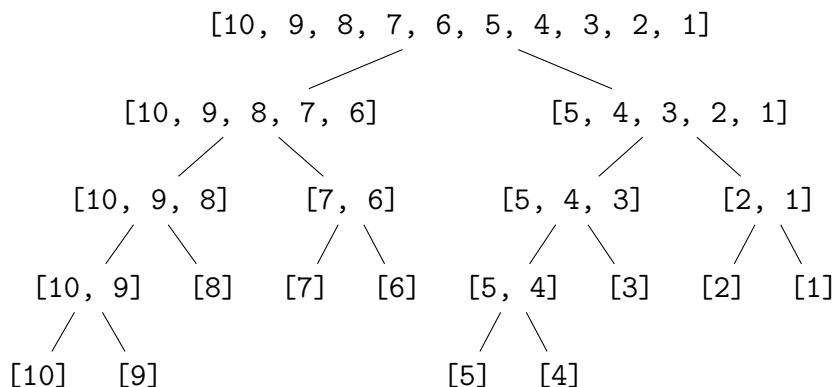 [10, 9, 8, 7, 6, 5, 4, 3, 2, 1]
[10, 9, 8, 7, 6] [5, 4, 3, 2, 1]
[10, 9, 8] [7, 6] [5, 4, 3] [2, 1]
[10, 9] [8] [7] [6] [5, 4] [3] [2] [1]
[10] [9] [5] [4]